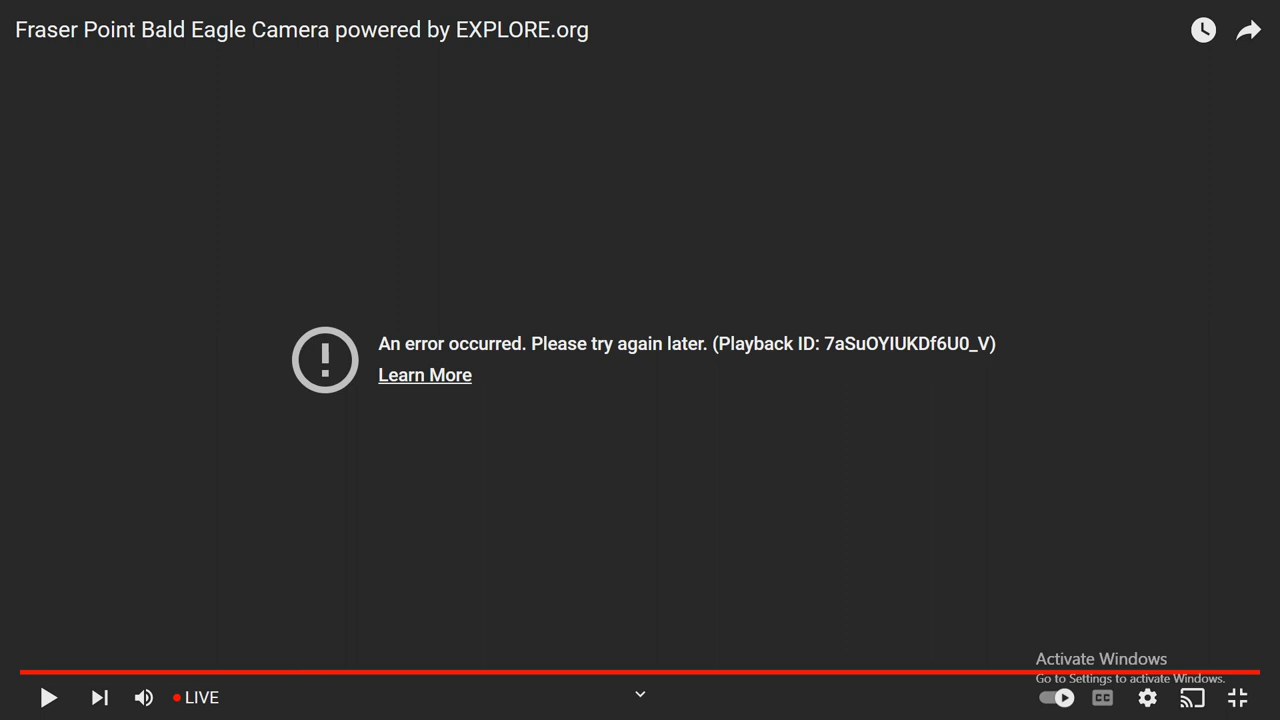 Fraser Point Bald Eagle Camera powered by EXPLORE.org
An error occurred. Please try again later. (Playback ID: 7aSuOYIUKDf6U0_V)
Learn More
Activate Windows
Go to Settings to activate Windows.
LIVE
CC